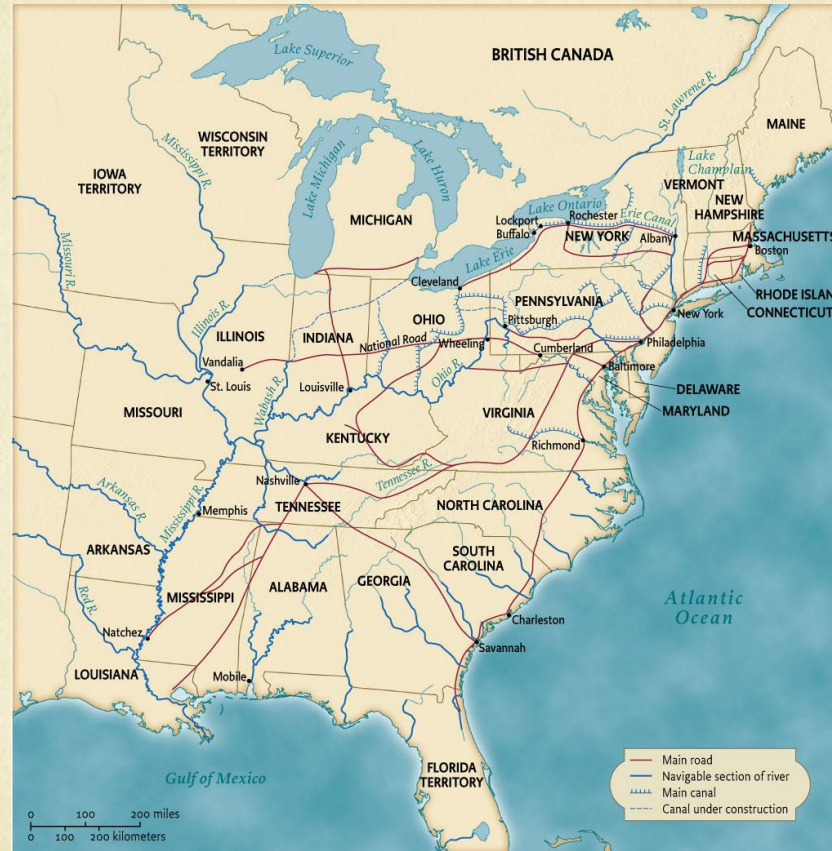 Lake Superior
BRITISH CANADA
St. Lawrence R.
MAINE
Mississippi R.
WISCONSIN
TERRITORY
Lake Michigan
Lake Huron
Lake
Champlain
IOWA
TERRITORY
VERMONT
NEW
HAMPSHIRE
MICHIGAN
Lake Ontario
Lockport
Rochester
Erie Canal
Buffalo
NEW YORK
Albany
MASSACHUSETTS
Boston
Missouri R.
Lake Erie
Cleveland
RHODE ISLAN
CONNECTICUT
PENNSYLVANIA
Illinois R.
OHIO
Pittsburgh
New York
ILLINOIS
INDIANA
National Road
Wheeling
Cumberland
Philadelphia
Vandalia
Baltimore
St. Louis
Wabash R.
Louisville
Ohio R.
DELAWARE
MARYLAND
MISSOURI
VIRGINIA
KENTUCKY
Richmond
Nashville
Tennessee R.
Arkansas R.
Mississippi R.
Memphis
TENNESSEE
NORTH CAROLINA
ARKANSAS
SOUTH
CAROLINA
MISSISSIPPI
ALABAMA
GEORGIA
Red R.
Atlantic
Ocean
Natchez
Charleston
Savannah
LOUISIANA
Mobile
Gulf of Mexico
FLORIDA
TERRITORY
Main road
Navigable section of river
Main canal
Canal under construction
0 100 200 miles
0 100 200 kilometers